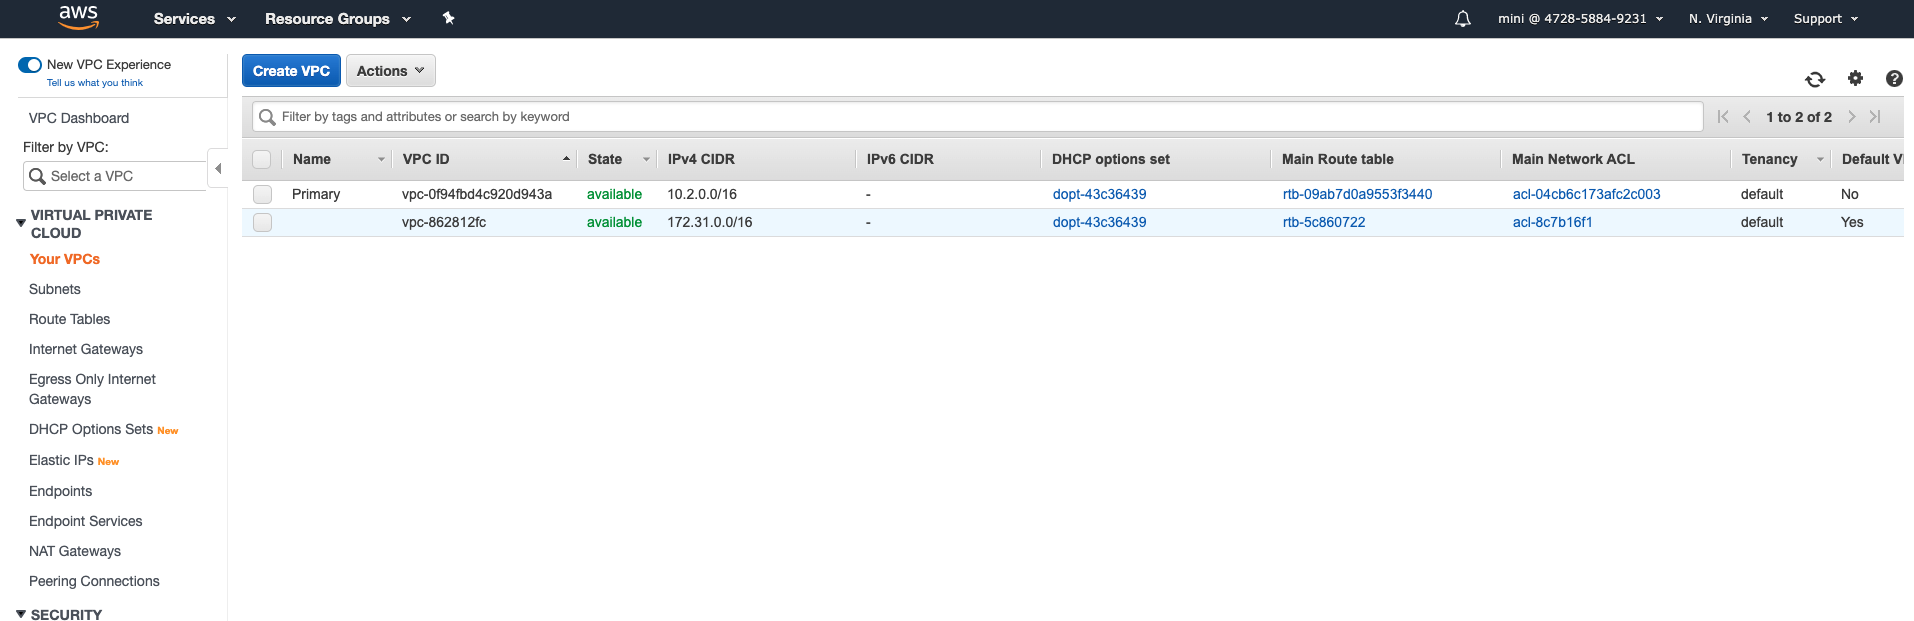 aws Services Resource Groups mini @ 4728-5884-9231 N. Virginia Support
New VPC Experience
Tell us what you think
VPC Dashboard
Filter by VPC:
Select a VPC
VIRTUAL PRIVATE
CLOUD
Your VPCs
Subnets
Route Tables
Internet Gateways
Egress Only Internet
Gateways
DHCP Options Sets New
Elastic IPs New
Endpoints
Endpoint Services
NAT Gateways
Peering Connections
SECURITY
Create VPC Actions
Filter by tags and attributes or search by keyword 1 to 2 of 2
Name VPC ID State IPv4 CIDR IPv6 CIDR DHCP options set Main Route table Main Network ACL Tenancy Default V
Primary vpc-0f94fbd4c920d943a available 10.2.0.0/16 - dopt-43c36439 rtb-09ab7d0a9553f3440 acl-04cb6c173afc2c003 default No
vpc-862812fc available 172.31.0.0/16 - dopt-43c36439 rtb-5c860722 acl-8c7b16f1 default Yes